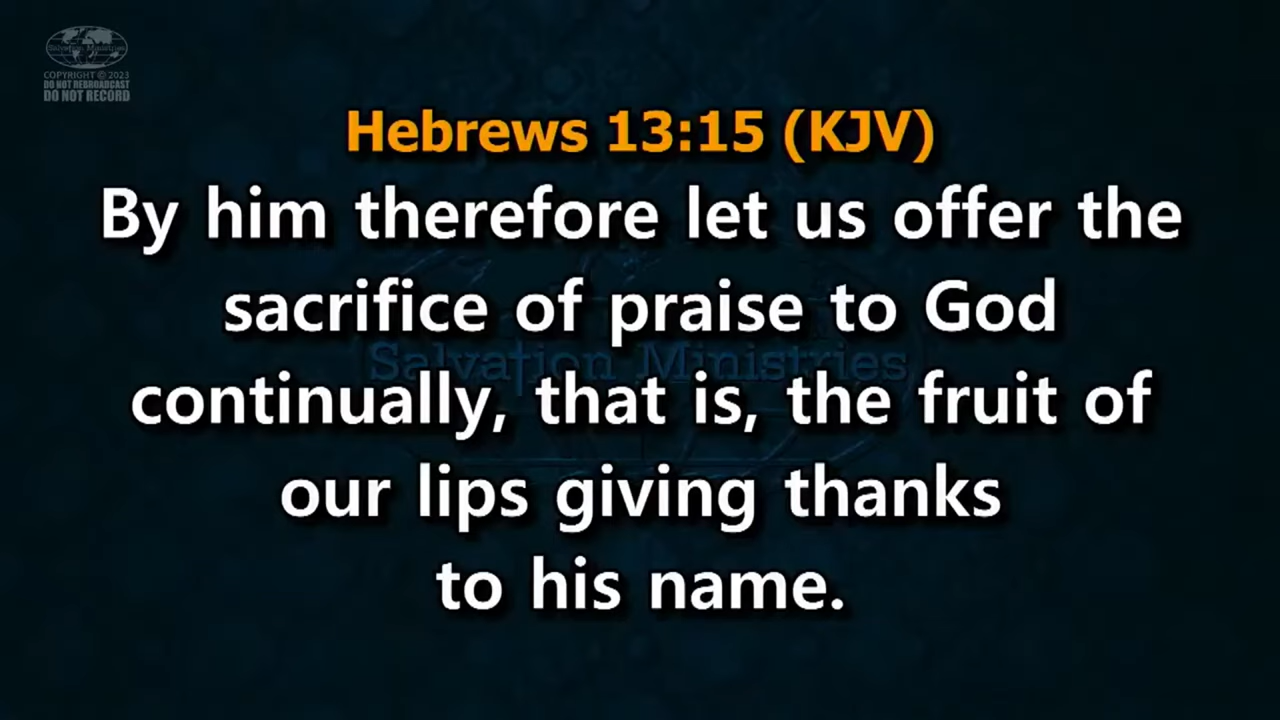 Salvation Ministries
COPYRIGHT © 2023
DO NOT REBROADCAST
DO NOT RECORD
Hebrews 13:15 (KJV)
By him therefore let us offer the
sacrifice of praise to God
Salvation Ministries
continually, that is, the fruit of
our lips giving thanks
to his name.